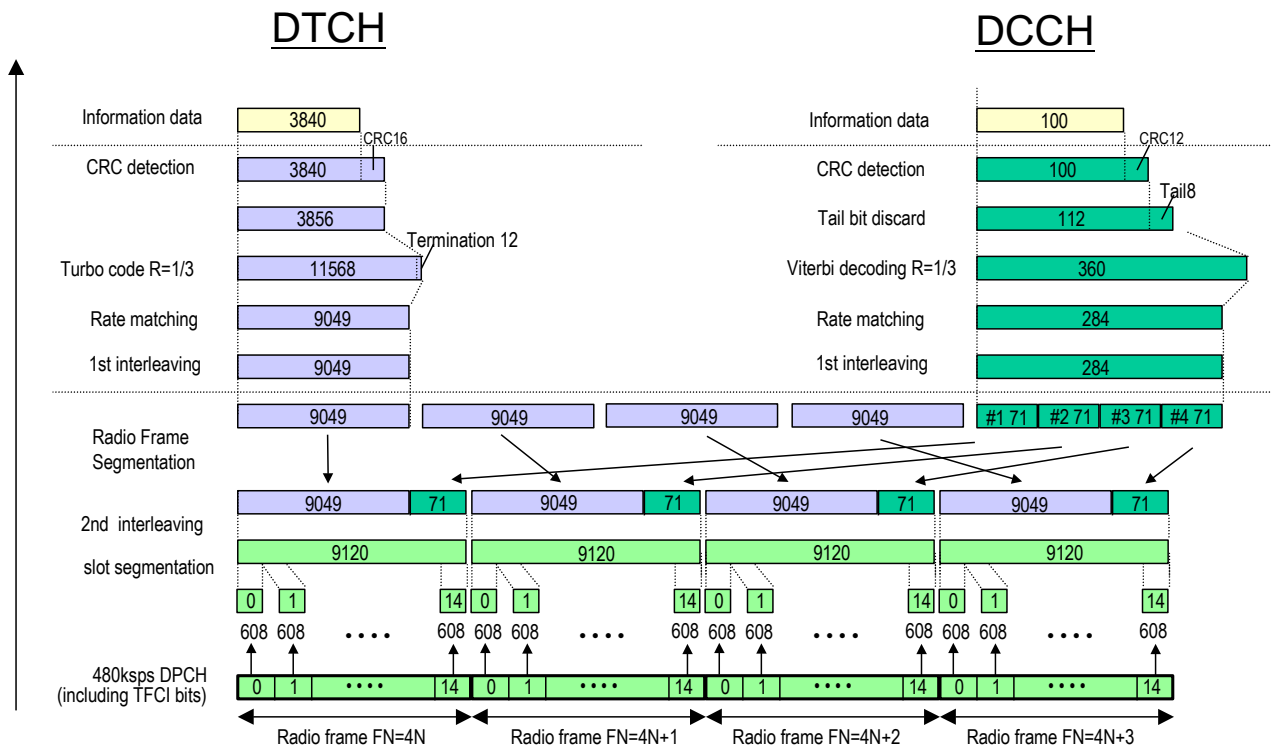 DTCH DCCH
Information data 3840 Information data 100
CRC16 CRC12
CRC detection 3840 CRC detection 100
Tail8
3856 Tail bit discard 112
Termination 12
Turbo code R=1/3 11568 Viterbi decoding R=1/3 360
Rate matching 9049 Rate matching 284
1st interleaving 9049 1st interleaving 284
9049 9049 9049 9049 #1 71 #2 71 #3 71 #4 71
Radio Frame
Segmentation
9049 71 9049 71 9049 71 9049 71
2nd interleaving
9120 9120 9120 9120
slot segmentation
0 1 14 0 1 14 0 1 14 0 1 14
608 608 •••• 608 608 608 •••• 608 608 608 •••• 608 608 608 •••• 608
480ksps DPCH
(including TFCI bits)
0 1 •••• 14 0 1 •••• 14 0 1 •••• 14 0 1 •••• 14
Radio frame FN=4N Radio frame FN=4N+1 Radio frame FN=4N+2 Radio frame FN=4N+3